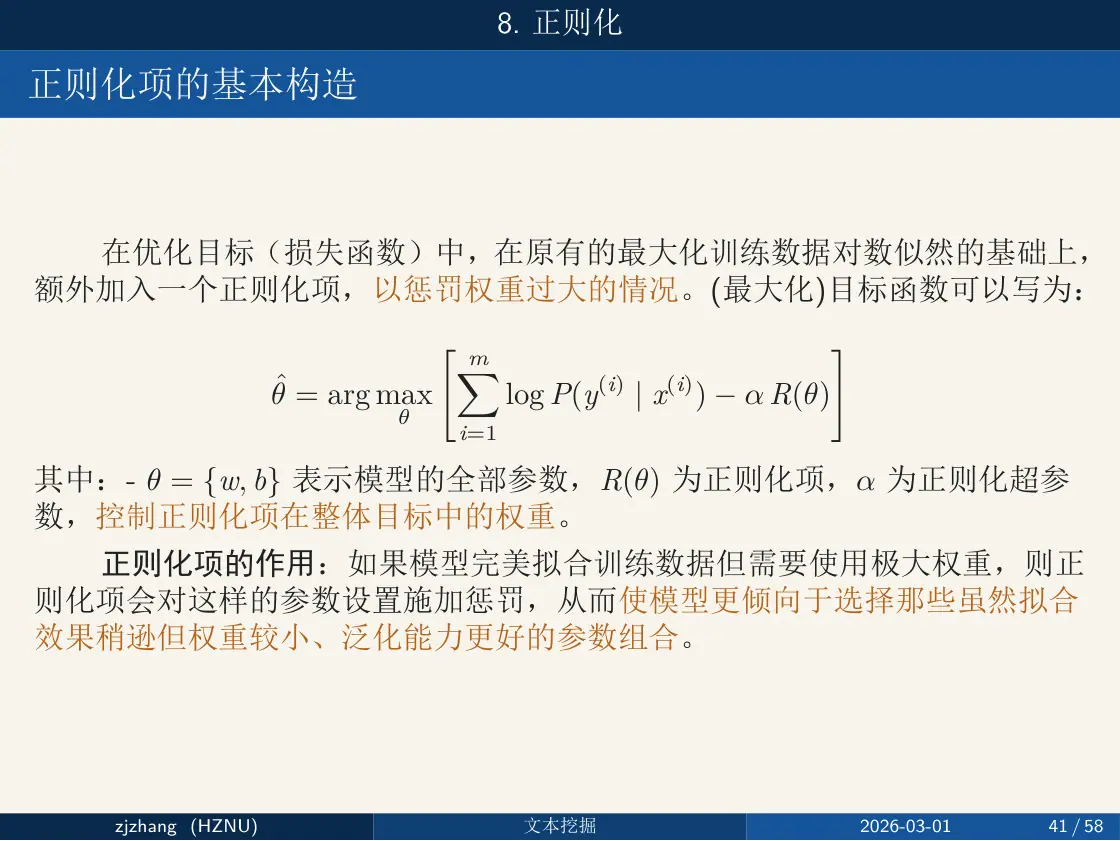 8. 正则化
正则化项的基本构造
在优化目标（损失函数）中，在原有的最大化训练数据对数似然的基础上，
额外加入一个正则化项，以惩罚权重过大的情况。(最大化)目标函数可以写为：
θ̂ = arg max_θ [ ∑_{i=1}^{m} log P(y^{(i)} | x^{(i)}) − α R(θ) ]
其中：- θ = {w, b} 表示模型的全部参数，R(θ) 为正则化项，α 为正则化超参
数，控制正则化项在整体目标中的权重。
正则化项的作用：如果模型完美拟合训练数据但需要使用极大权重，则正
则化项会对这样的参数设置施加惩罚，从而使模型更倾向于选择那些虽然拟合
效果稍逊但权重较小、泛化能力更好的参数组合。
zjzhang (HZNU) 文本挖掘 2026-03-01 41 / 58